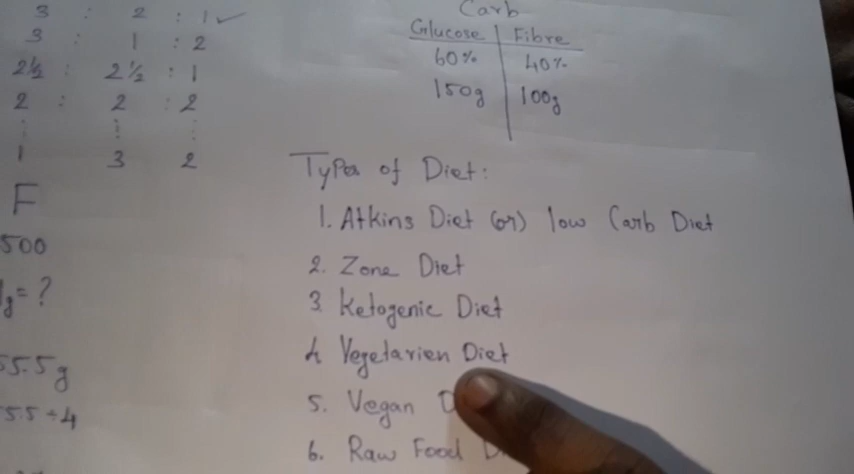 3 : 2 : 1 ✓
3 : 1 : 2
2½ : 2½ : 1
2 : 2 : 2
⋮ ⋮ ⋮
1 3 2
F
500
g = ?
55.5 g
5.5 ÷ 4
Carb
Glucose Fibre
60% 40%
150g 100g
Types of Diet:
1. Atkins Diet (or) low Carb Diet
2. Zone Diet
3. Ketogenic Diet
4. Vegetarien Diet
5. Vegan D
6. Raw Food D